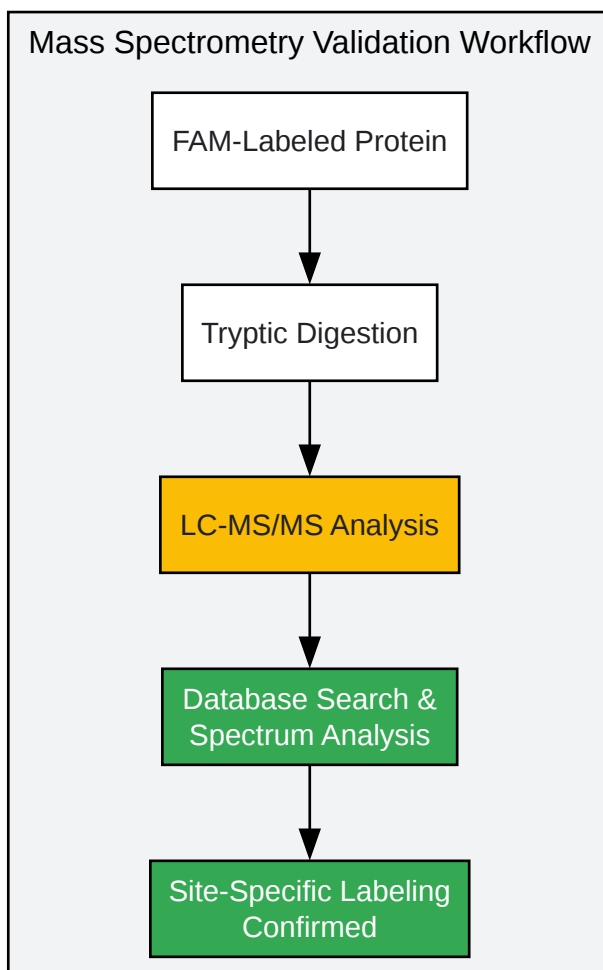 Mass Spectrometry Validation Workflow
FAM-Labeled Protein
Tryptic Digestion
LC-MS/MS Analysis
Database Search &
Spectrum Analysis
Site-Specific Labeling
Confirmed